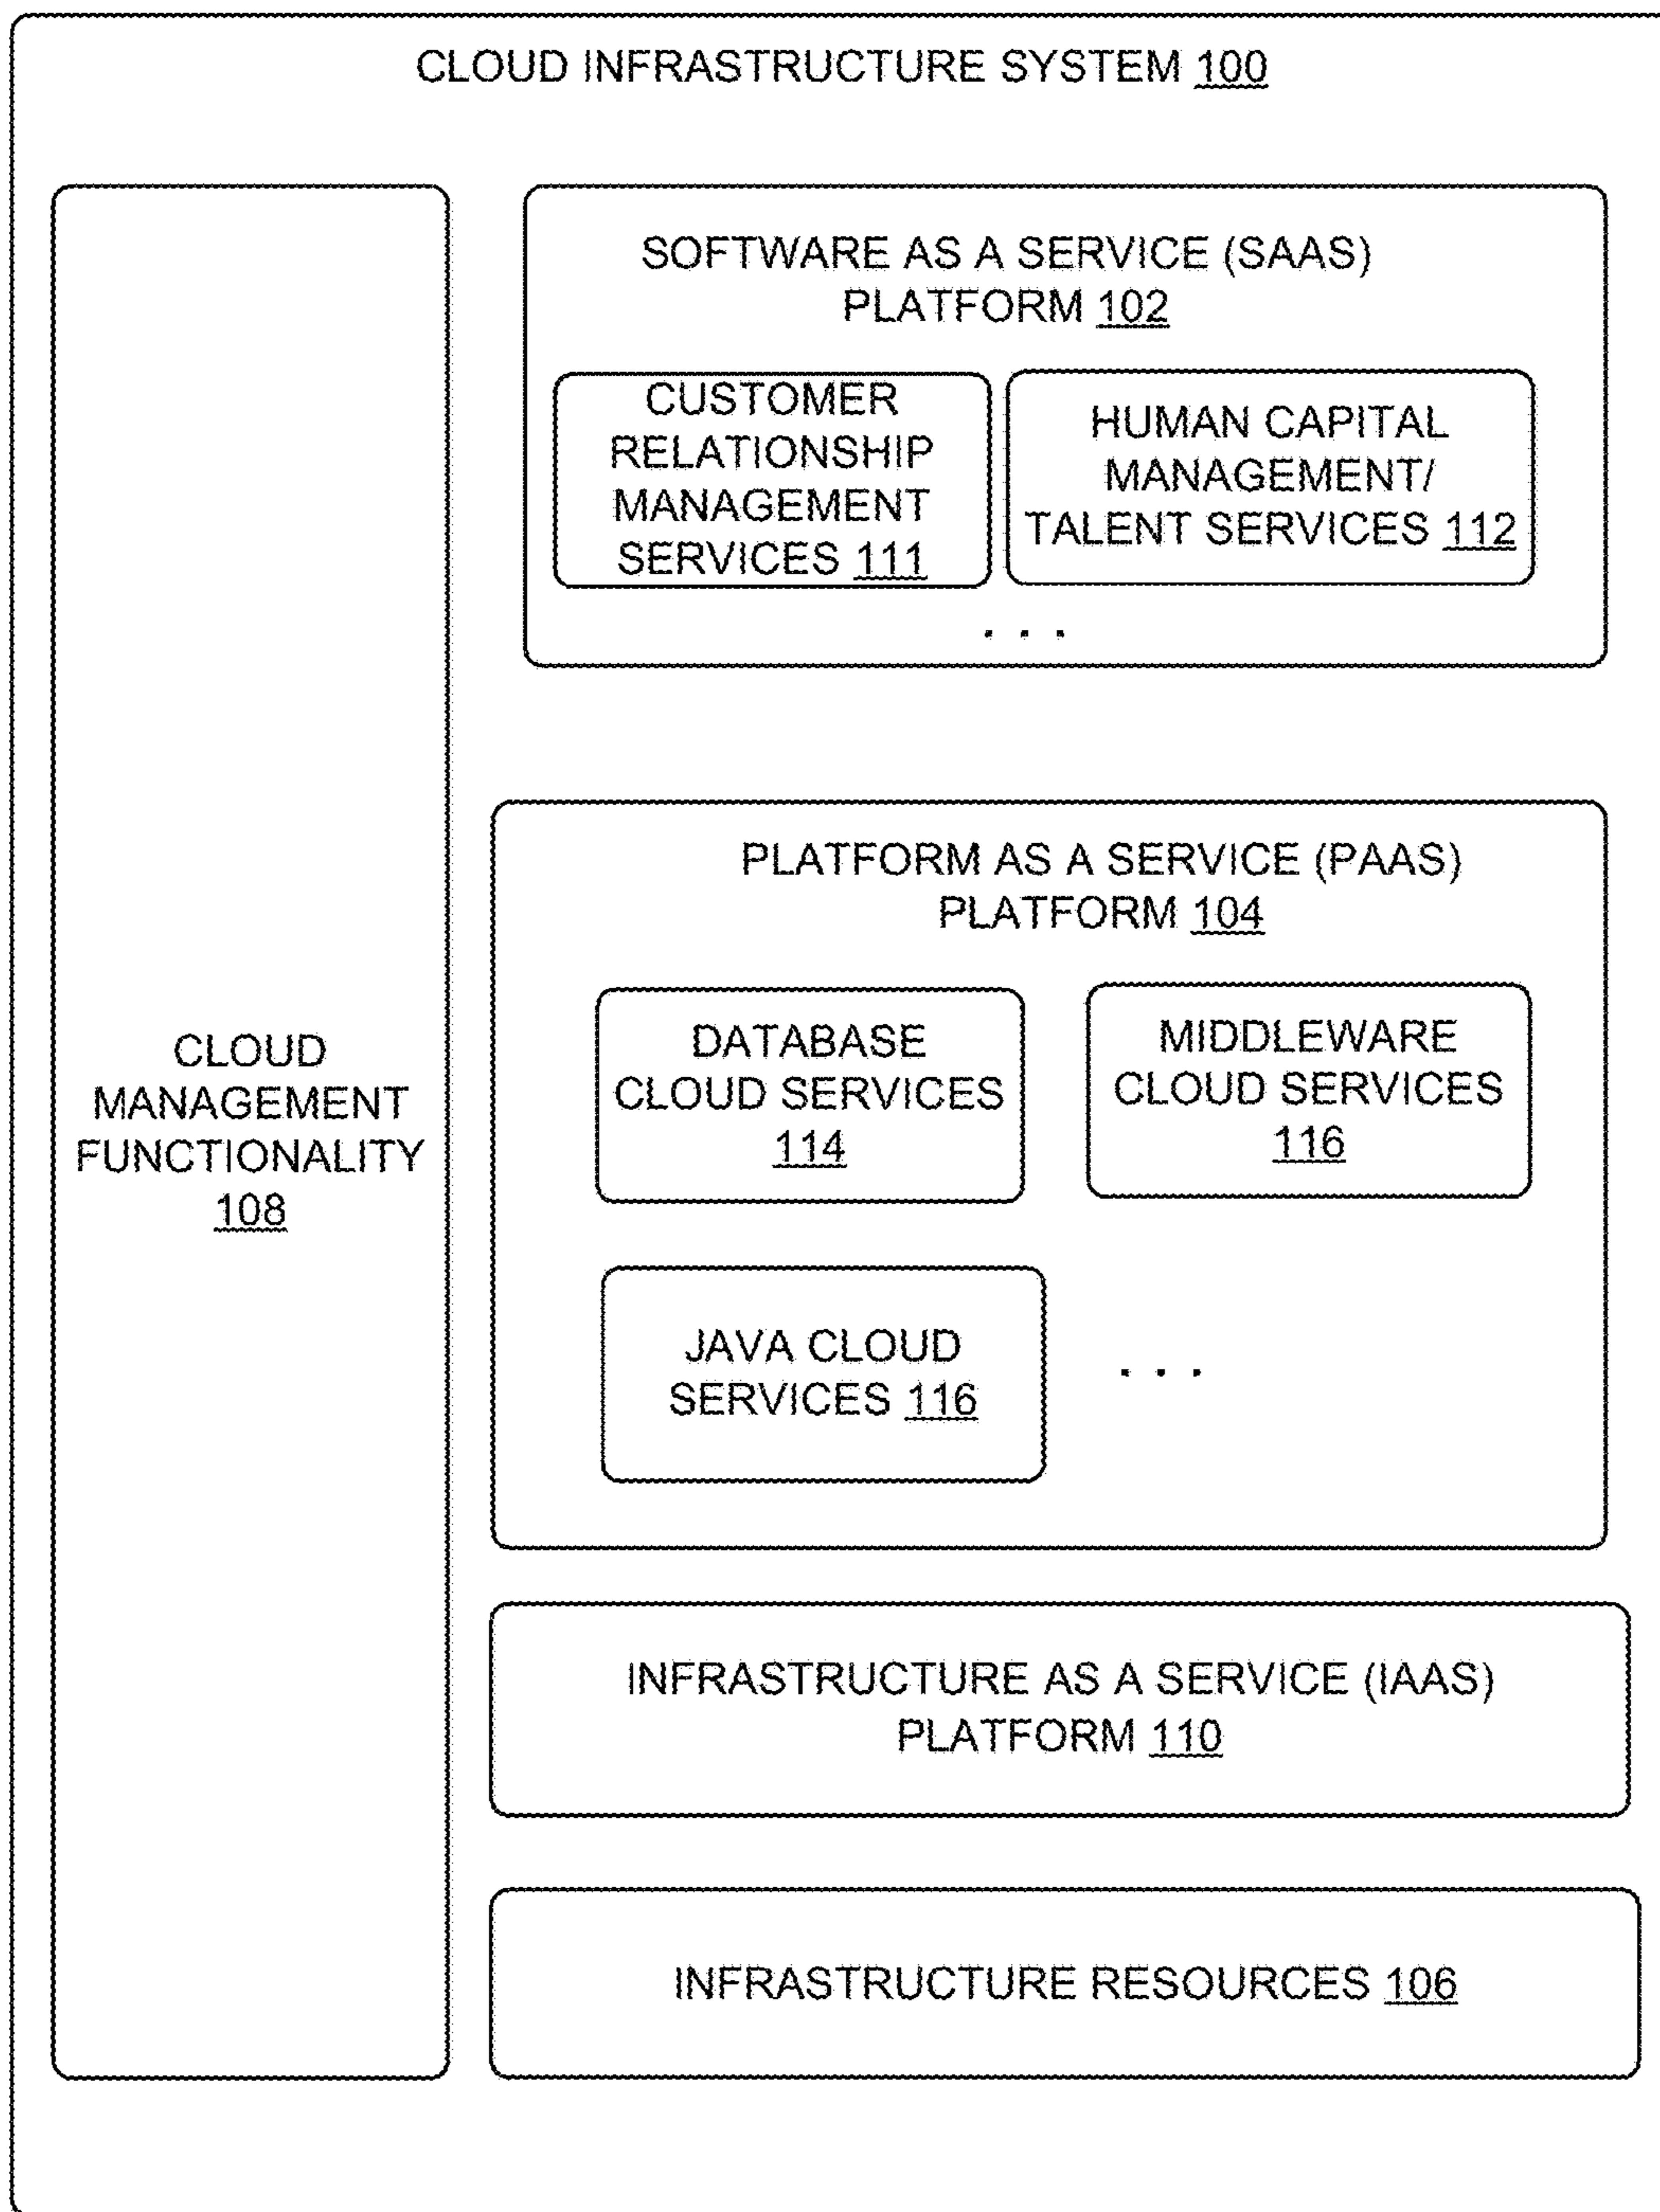 CLOUD INFRASTRUCTURE SYSTEM 100
SOFTWARE AS A SERVICE (SAAS)
PLATFORM 102
CUSTOMER
RELATIONSHIP
MANAGEMENT
SERVICES 111
HUMAN CAPITAL
MANAGEMENT/
TALENT SERVICES 112
. . .
CLOUD
MANAGEMENT
FUNCTIONALITY
108
PLATFORM AS A SERVICE (PAAS)
PLATFORM 104
DATABASE
CLOUD SERVICES
114
MIDDLEWARE
CLOUD SERVICES
116
JAVA CLOUD
SERVICES 116
. . .
INFRASTRUCTURE AS A SERVICE (IAAS)
PLATFORM 110
INFRASTRUCTURE RESOURCES 106